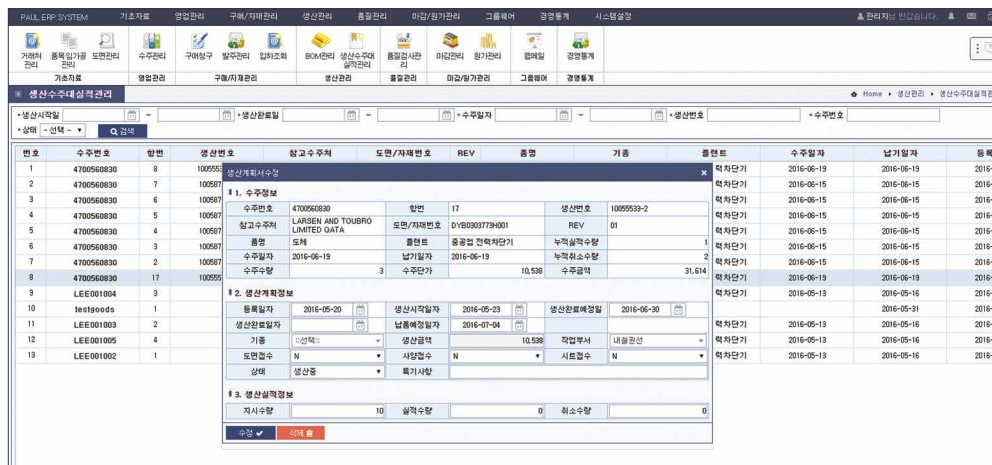 PAUL ERP SYSTEM 기초자료 영업관리 구매/자재관리 생산관리 품질관리 마감/원가관리 그룹웨어 경영통계 시스템설정 관리자님 반갑습니다.
거래처관리 품목입가공관리 도면관리 수주관리 구매청구 발주관리 입하조회 BOM관리 생산수주대실적관리 품질검사관리 마감관리 원가관리 웹메일 경영통계
기초자료 영업관리 구매/자재관리 생산관리 품질관리 마감/원가관리 그룹웨어 경영통계
생산수주대실적관리 Home 생산관리 생산수주대실적관
•생산시작일 ~ •생산완료일 ~ •수주일자 ~ •생산번호 •수주번호
•상태 - 선택 - 검색
번호 수주번호 항번 생산번호 참고수주처 도면/자재번호 REV 품명 기종 플랜트 수주일자 납기일자 등록
1 4700560830 8 100555 력차단기 2016-06-19 2016-06-19 2016-
2 4700560830 7 100587 력차단기 2016-06-15 2016-06-15 2016-
3 4700560830 6 100587 력차단기 2016-06-15 2016-06-15 2016-
4 4700560830 5 100587 력차단기 2016-06-15 2016-06-15 2016-
5 4700560830 4 100587 력차단기 2016-06-15 2016-06-15 2016-
6 4700560830 3 100587 력차단기 2016-06-15 2016-06-15 2016-
7 4700560830 2 100587 력차단기 2016-06-15 2016-06-15 2016-
8 4700560830 17 100555 력차단기 2016-06-19 2016-06-19 2016-
9 LEE001004 3 력차단기 2016-05-13 2016-05-16 2016-
10 testgoods 1 2016-05-31 2016-
11 LEE001003 2 력차단기 2016-05-13 2016-05-16 2016-
12 LEE001005 4 력차단기 2016-05-13 2016-05-16 2016-
13 LEE001002 1 력차단기 2016-05-13 2016-05-16 2016-
생산계획서수정 ×
1. 수주정보
수주번호 4700560830 항번 17 생산번호 10055533-2
참고수주처 LARSEN AND TOUBRO LIMITED QATA 도면/자재번호 DYB0303773H001 REV 01
품명 도체 플랜트 중공업 전력차단기 누적실적수량 1
수주일자 2016-06-19 납기일자 2016-06-19 누적취소수량 2
수주수량 3 수주단가 10,538 수주금액 31,614
2. 생산계획정보
등록일자 2016-05-20 생산시작일자 2016-05-23 생산완료예정일 2016-06-30
생산완료일자 납품예정일자 2016-07-04
기종 ::선택:: 생산금액 10,538 작업부서 내철권선
도면접수 N 사양접수 N 시트접수 N
상태 생산중 특기사항
3. 생산실적정보
지시수량 10 실적수량 0 취소수량 0
수정 삭제